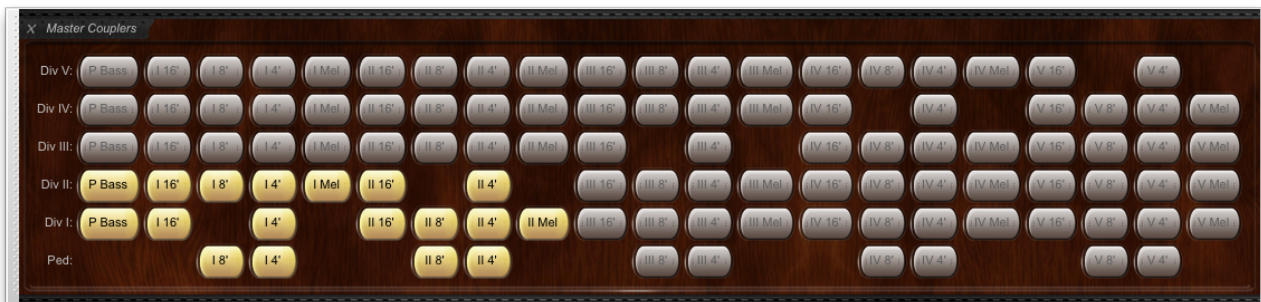 X Master Couplers
Div V: P Bass I 16' I 8' I 4' I Mel II 16' II 8' II 4' II Mel III 16' III 8' III 4' III Mel IV 16' IV 8' IV 4' IV Mel V 16' V 4'
Div IV: P Bass I 16' I 8' I 4' I Mel II 16' II 8' II 4' II Mel III 16' III 8' III 4' III Mel IV 16' IV 4' V 16' V 8' V 4' V Mel
Div III: P Bass I 16' I 8' I 4' I Mel II 16' II 8' II 4' II Mel III 16' III 4' IV 16' IV 8' IV 4' IV Mel V 16' V 8' V 4' V Mel
Div II: P Bass I 16' I 8' I 4' I Mel II 16' II 4' III 16' III 8' III 4' III Mel IV 16' IV 8' IV 4' IV Mel V 16' V 8' V 4' V Mel
Div I: P Bass I 16' I 4' II 16' II 8' II 4' II Mel III 16' III 8' III 4' III Mel IV 16' IV 8' IV 4' IV Mel V 16' V 8' V 4' V Mel
Ped: I 8' I 4' II 8' II 4' III 8' III 4' IV 8' IV 4' V 8' V 4'